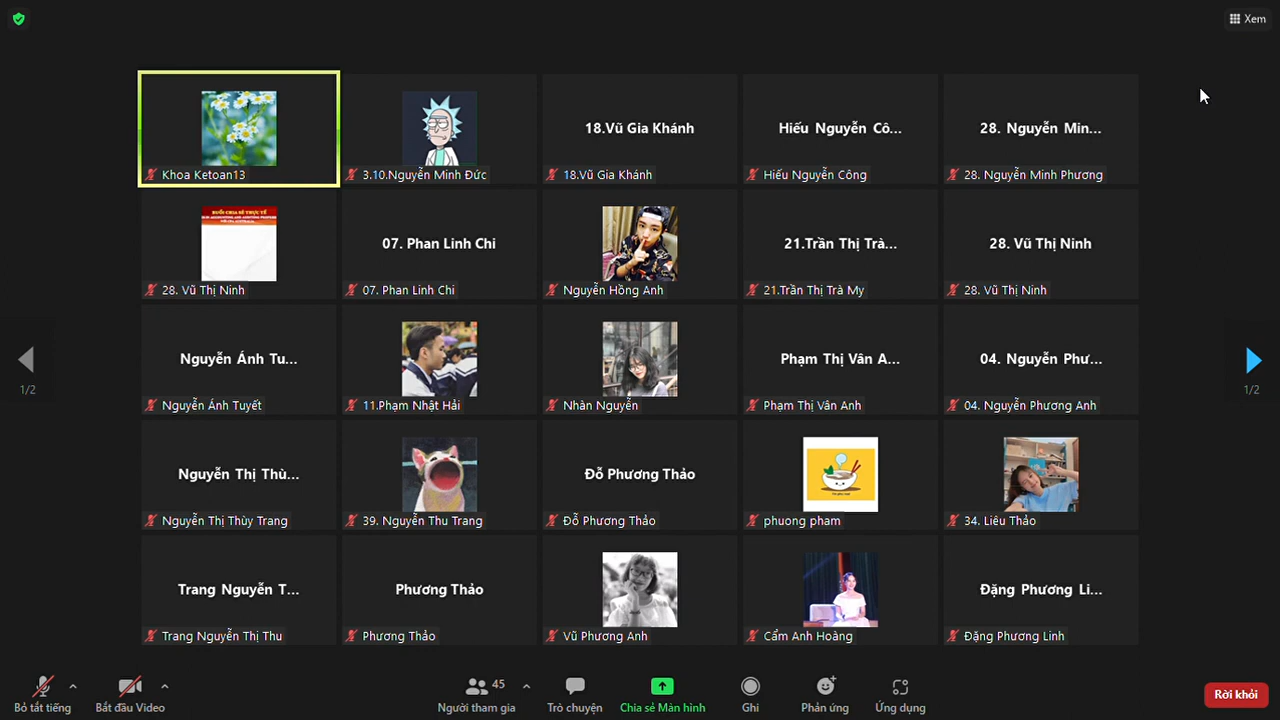 Xem
Khoa Ketoan13
3.10.Nguyễn Minh Đức
18.Vũ Gia Khánh
18.Vũ Gia Khánh
Hiếu Nguyễn Cô...
Hiếu Nguyễn Công
28. Nguyễn Min...
28. Nguyễn Minh Phương
BUỔI CHIA SẺ THỰC TẾ
28. Vũ Thị Ninh
07. Phan Linh Chi
07. Phan Linh Chi
Nguyễn Hồng Anh
21.Trần Thị Trà...
21.Trần Thị Trà My
28. Vũ Thị Ninh
28. Vũ Thị Ninh
Nguyễn Ánh Tu...
Nguyễn Ánh Tuyết
11.Phạm Nhật Hải
Nhàn Nguyễn
Phạm Thị Vân A...
Phạm Thị Vân Anh
04. Nguyễn Phư...
04. Nguyễn Phương Anh
1/2
1/2
Nguyễn Thị Thù...
Nguyễn Thị Thùy Trang
39. Nguyễn Thu Trang
Đỗ Phương Thảo
Đỗ Phương Thảo
phuong pham
34. Liêu Thảo
Trang Nguyễn T...
Trang Nguyễn Thị Thu
Phương Thảo
Phương Thảo
Vũ Phương Anh
Cẩm Anh Hoàng
Đặng Phương Li...
Đặng Phương Linh
Bỏ tắt tiếng
Bắt đầu Video
45
Người tham gia
Trò chuyện
Chia sẻ Màn hình
Ghi
Phản ứng
Ứng dụng
Rời khỏi